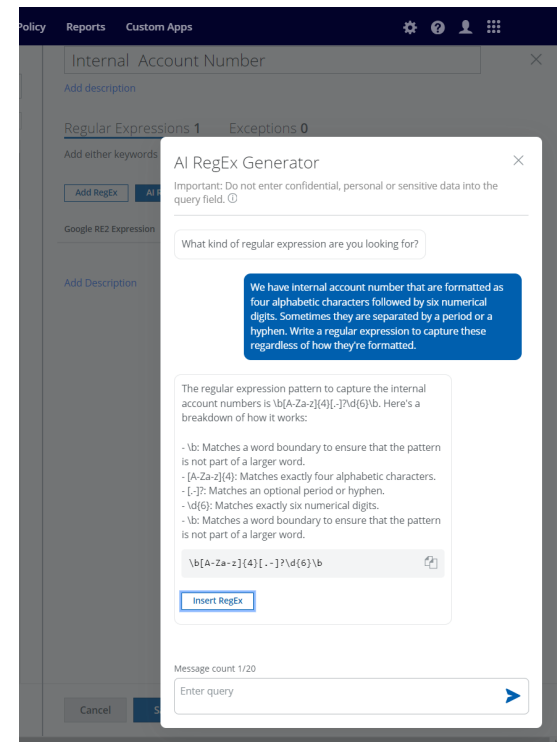 Policy Reports Custom Apps
Internal Account Number
Add description
Regular Expressions 1 Exceptions 0
Add either keywords
Add RegEx AI R
Google RE2 Expression
Add Description
AI RegEx Generator
Important: Do not enter confidential, personal or sensitive data into the
query field.
What kind of regular expression are you looking for?
We have internal account number that are formatted as
four alphabetic characters followed by six numerical
digits. Sometimes they are separated by a period or a
hyphen. Write a regular expression to capture these
regardless of how they're formatted.
The regular expression pattern to capture the internal
account numbers is \b[A-Za-z]{4}[.-]?\d{6}\b. Here's a
breakdown of how it works:
- \b: Matches a word boundary to ensure that the pattern
is not part of a larger word.
- [A-Za-z]{4}: Matches exactly four alphabetic characters.
- [.-]?: Matches an optional period or hyphen.
- \d{6}: Matches exactly six numerical digits.
- \b: Matches a word boundary to ensure that the pattern
is not part of a larger word.
\b[A-Za-z]{4}[.-]?\d{6}\b
Insert RegEx
Message count 1/20
Enter query
Cancel S